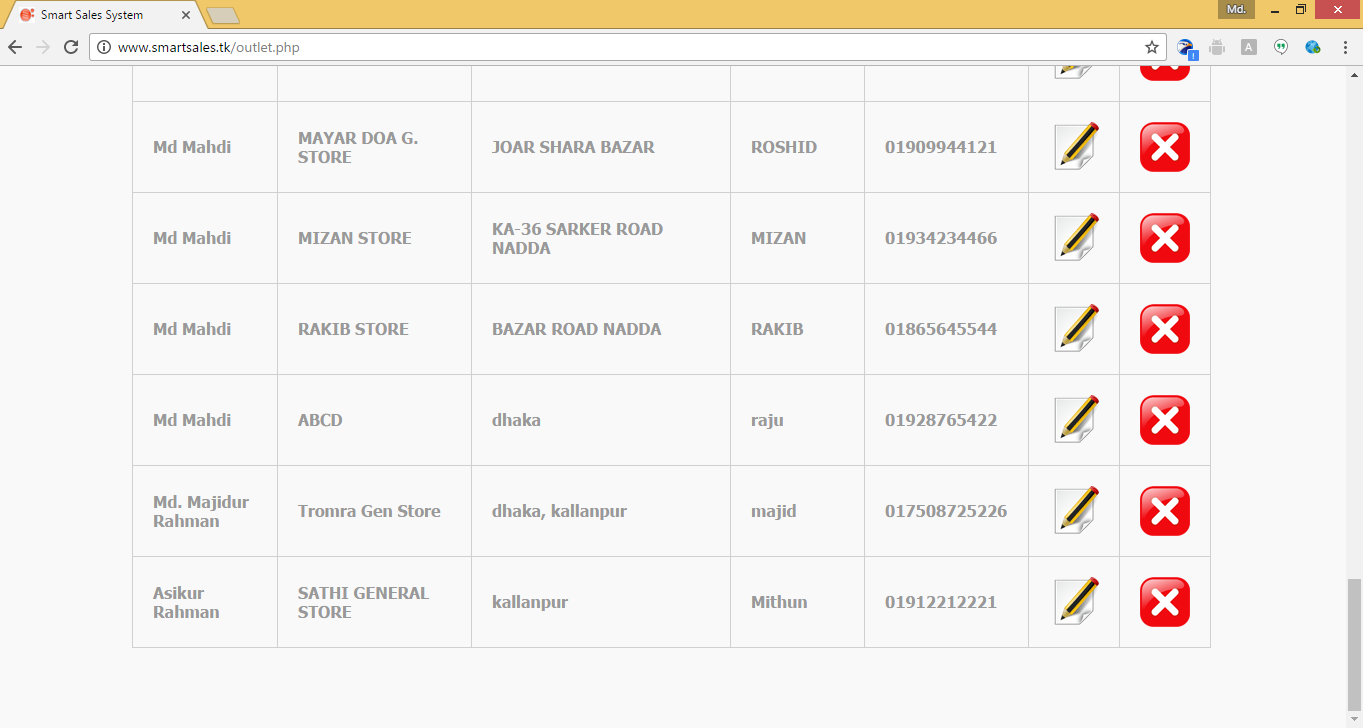 Smart Sales System
Md.
www.smartsales.tk/outlet.php
Md Mahdi
MAYAR DOA G.
STORE
JOAR SHARA BAZAR
ROSHID
01909944121
Md Mahdi
MIZAN STORE
KA-36 SARKER ROAD
NADDA
MIZAN
01934234466
Md Mahdi
RAKIB STORE
BAZAR ROAD NADDA
RAKIB
01865645544
Md Mahdi
ABCD
dhaka
raju
01928765422
Md. Majidur
Rahman
Tromra Gen Store
dhaka, kallanpur
majid
017508725226
Asikur
Rahman
SATHI GENERAL
STORE
kallanpur
Mithun
01912212221